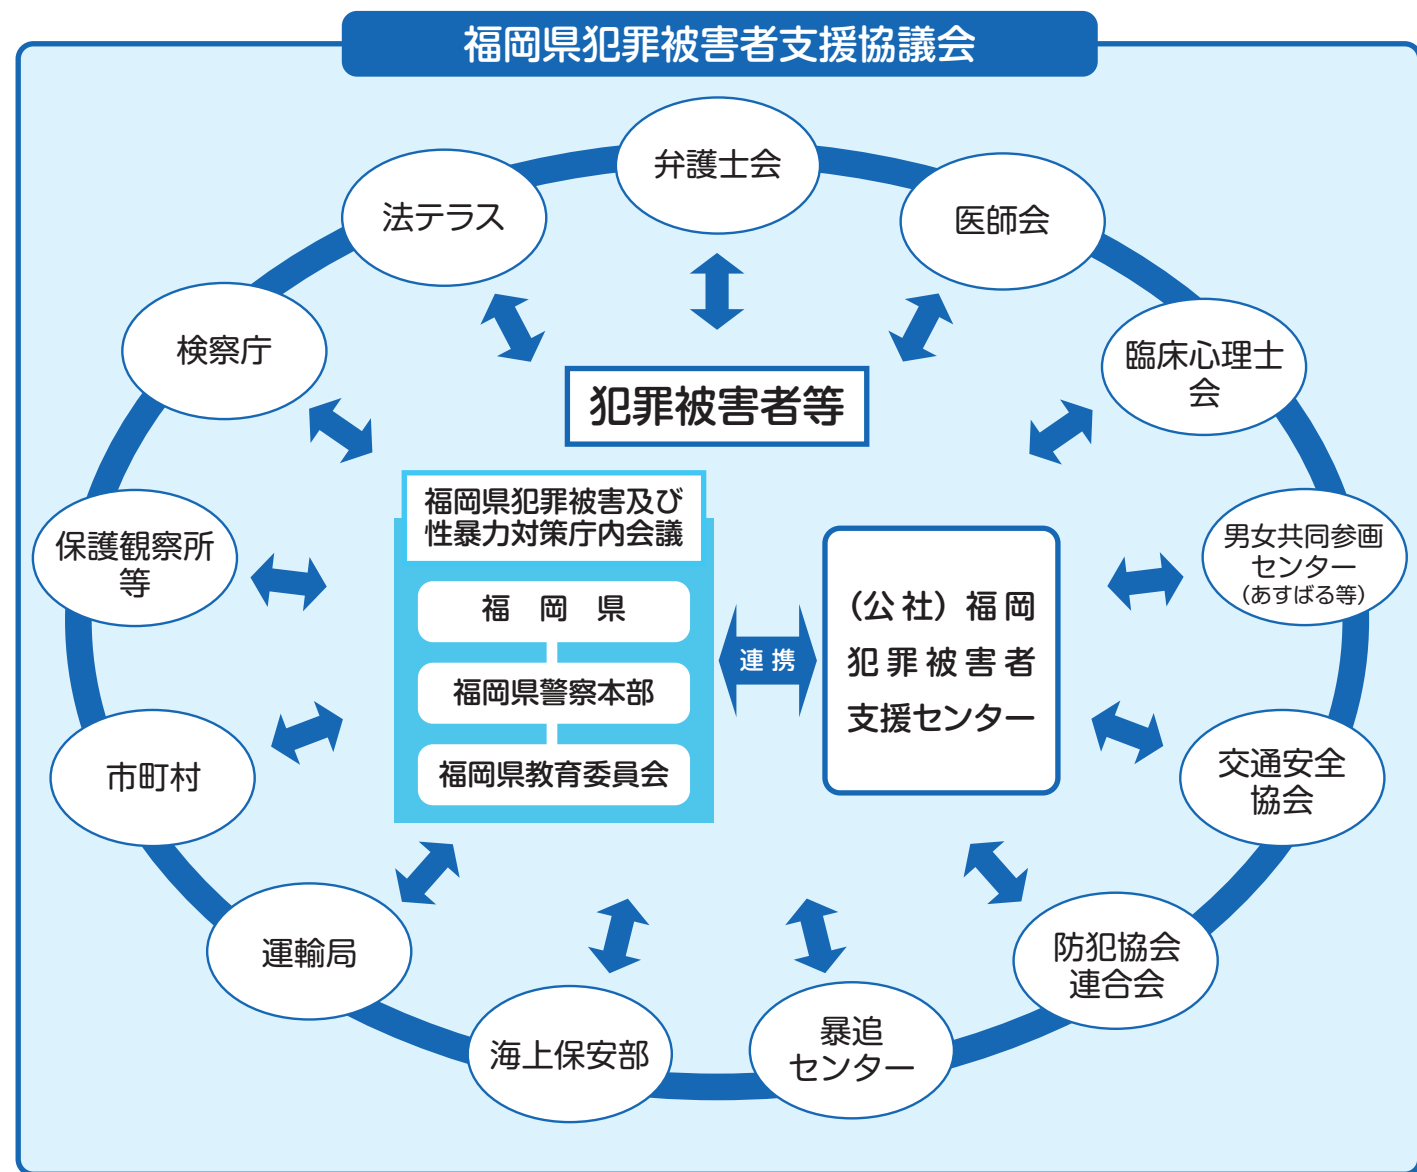 福岡県犯罪被害者支援協議会
弁護士会
法テラス
医師会
検察庁
臨床心理士
会
犯罪被害者等
保護観察所
等
福岡県犯罪被害及び
性暴力対策庁内会議
福　岡　県
福岡県警察本部
福岡県教育委員会
連携
（公社）福岡
犯罪被害者
支援センター
男女共同参画
センター
（あすばる等）
市町村
交通安全
協会
運輸局
防犯協会
連合会
海上保安部
暴追
センター